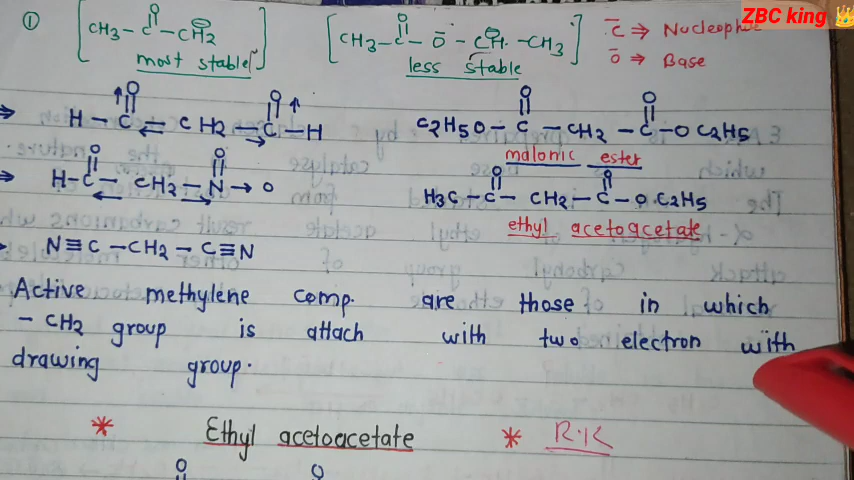 ZBC king
① [CH3-C-CH2] [CH3-C-Ō-CH-CH3] C̄ ⇒ Nucleophile
O O Ō ⇒ Base
most stable less stable
O O O O
H-C-CH2-C-H C2H5O-C-CH2-C-OC2H5
malonic ester
O O O O
H-C-CH2-N→O H3C-C-CH2-C-O.C2H5
ethyl acetoacetate
N≡C-CH2-C≡N
Active methylene comp. are those in which
-CH2 group is attach with two electron with
drawing group.
* Ethyl acetoacetate * R.K
O O